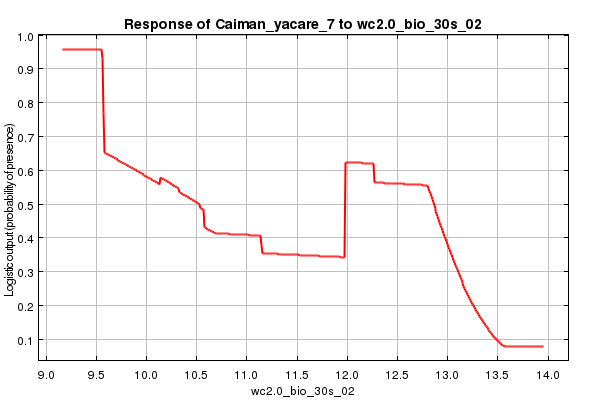 Response of Caiman_yacare_7 to wc2.0_bio_30s_02
Logistic output (probability of presence)
1.0
0.9
0.8
0.7
0.6
0.5
0.4
0.3
0.2
0.1
9.0 9.5 10.0 10.5 11.0 11.5 12.0 12.5 13.0 13.5 14.0
wc2.0_bio_30s_02